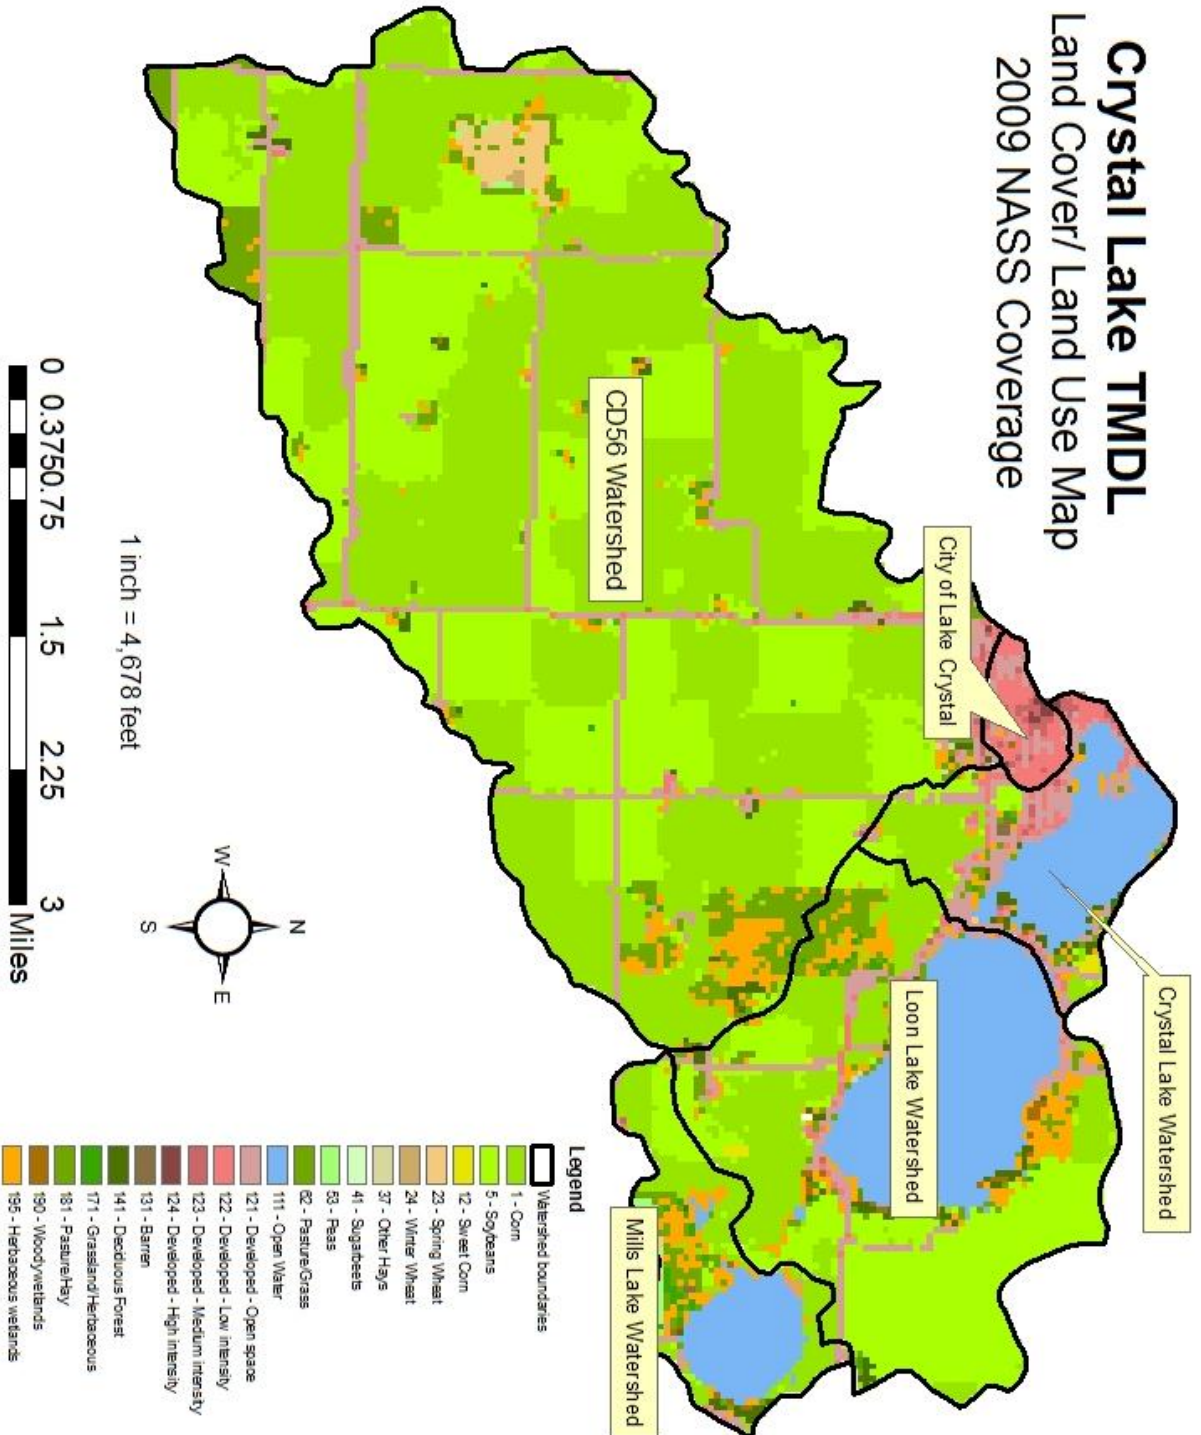 Crystal Lake TMDL
Land Cover/ Land Use Map
2009 NASS Coverage
City of Lake Crystal
Crystal Lake Watershed
CD56 Watershed
Loon Lake Watershed
Mills Lake Watershed
Legend
Watershed boundaries
1 - Corn
5 - Soybeans
12 - Sweet Corn
23 - Spring Wheat
24 - Winter Wheat
37 - Other Hays
41 - Sugarbeets
53 - Peas
62 - Pasture/Grass
111 - Open Water
121 - Developed - Open space
122 - Developed - Low intensity
123 - Developed - Medium intensity
124 - Developed - High intensity
131 - Barren
141 - Deciduous Forest
171 - Grassland/Herbaceous
181 - Pasture/Hay
190 - Woodywetlands
195 - Herbaceous wetlands
N
W
E
S
1 inch = 4,678 feet
0 0.3750.75 1.5 2.25 3
Miles